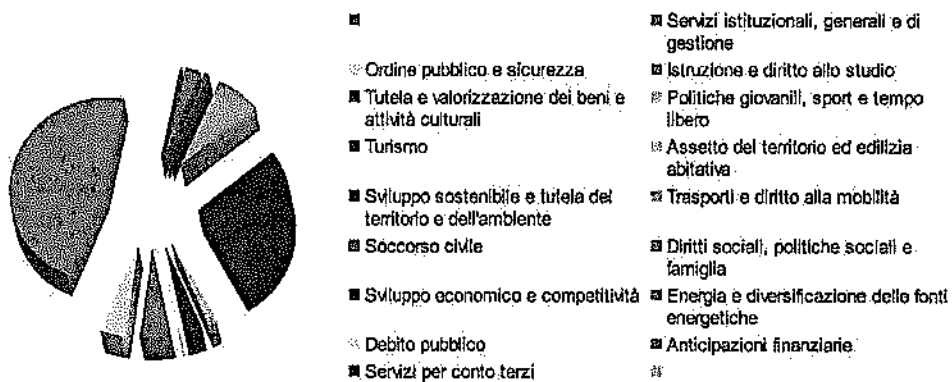 Servizi istituzionali, generali e di
gestione
Ordine pubblico e sicurezza
Istruzione e diritto allo studio
Tutela e valorizzazione dei beni e
attività culturali
Politiche giovanili, sport e tempo
libero
Turismo
Assetto del territorio ed edilizia
abitativa
Sviluppo sostenibile e tutela del
territorio e dell'ambiente
Trasporti e diritto alla mobilità
Soccorso civile
Diritti sociali, politiche sociali e
famiglia
Sviluppo economico e competitività
Energia e diversificazione delle fonti
energetiche
Debito pubblico
Anticipazioni finanziarie
Servizi per conto terzi